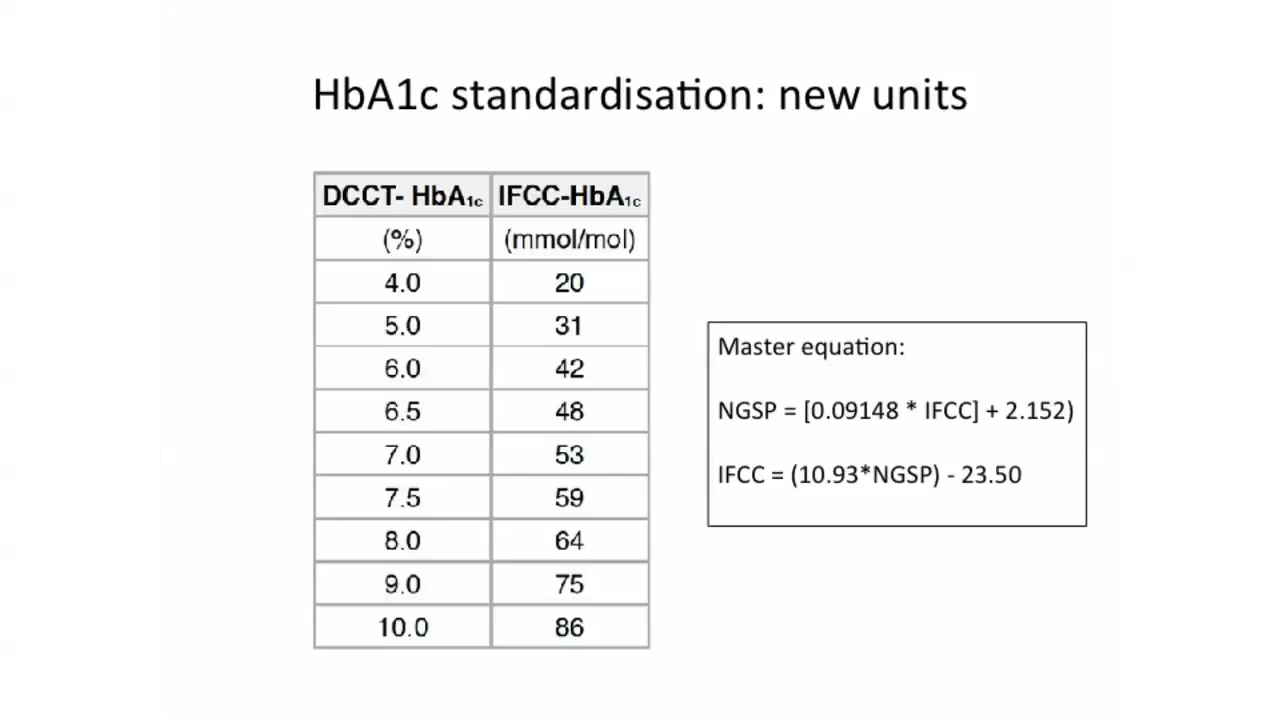 HbA1c standardisation: new units
DCCT- HbA1c IFCC-HbA1c
(%) (mmol/mol)
4.0 20
5.0 31
6.0 42
6.5 48
7.0 53
7.5 59
8.0 64
9.0 75
10.0 86
Master equation:
NGSP = [0.09148 * IFCC] + 2.152)
IFCC = (10.93*NGSP) - 23.50